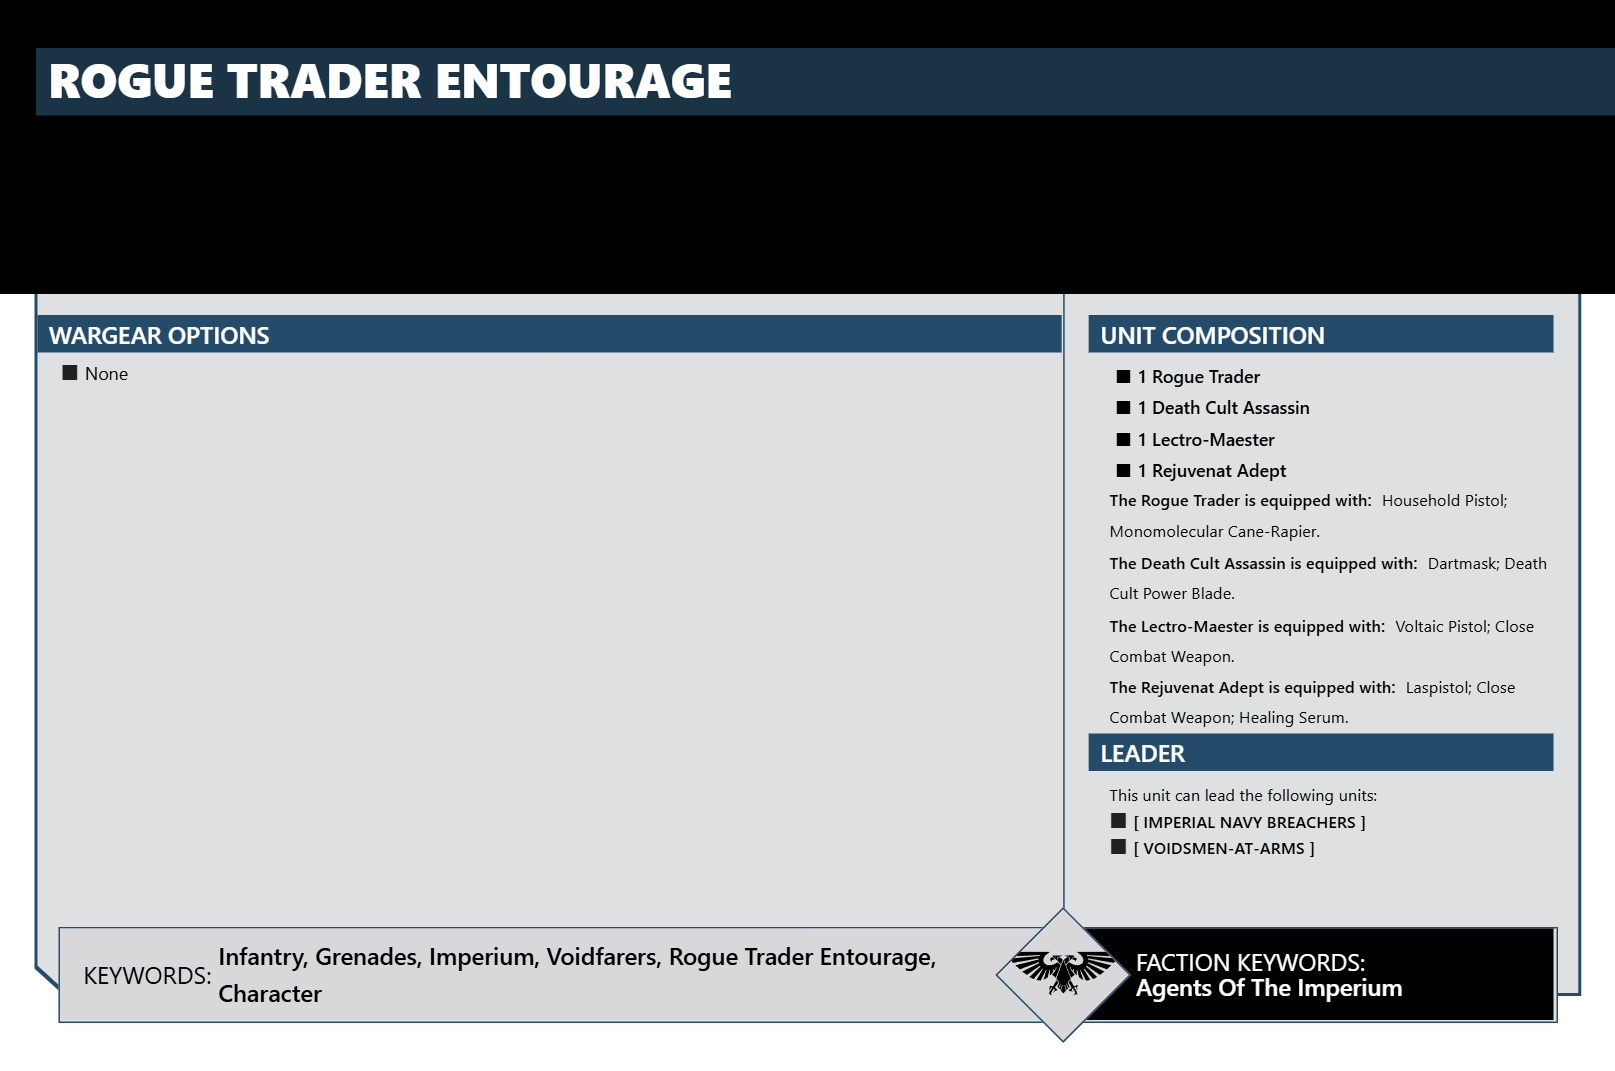 ROGUE TRADER ENTOURAGE
WARGEAR OPTIONS
None
UNIT COMPOSITION
1 Rogue Trader
1 Death Cult Assassin
1 Lectro-Maester
1 Rejuvenat Adept
The Rogue Trader is equipped with: Household Pistol;
Monomolecular Cane-Rapier.
The Death Cult Assassin is equipped with: Dartmask; Death
Cult Power Blade.
The Lectro-Maester is equipped with: Voltaic Pistol; Close
Combat Weapon.
The Rejuvenat Adept is equipped with: Laspistol; Close
Combat Weapon; Healing Serum.
LEADER
This unit can lead the following units:
[ IMPERIAL NAVY BREACHERS ]
[ VOIDSMEN-AT-ARMS ]
KEYWORDS:
Infantry, Grenades, Imperium, Voidfarers, Rogue Trader Entourage,
Character
FACTION KEYWORDS:
Agents Of The Imperium